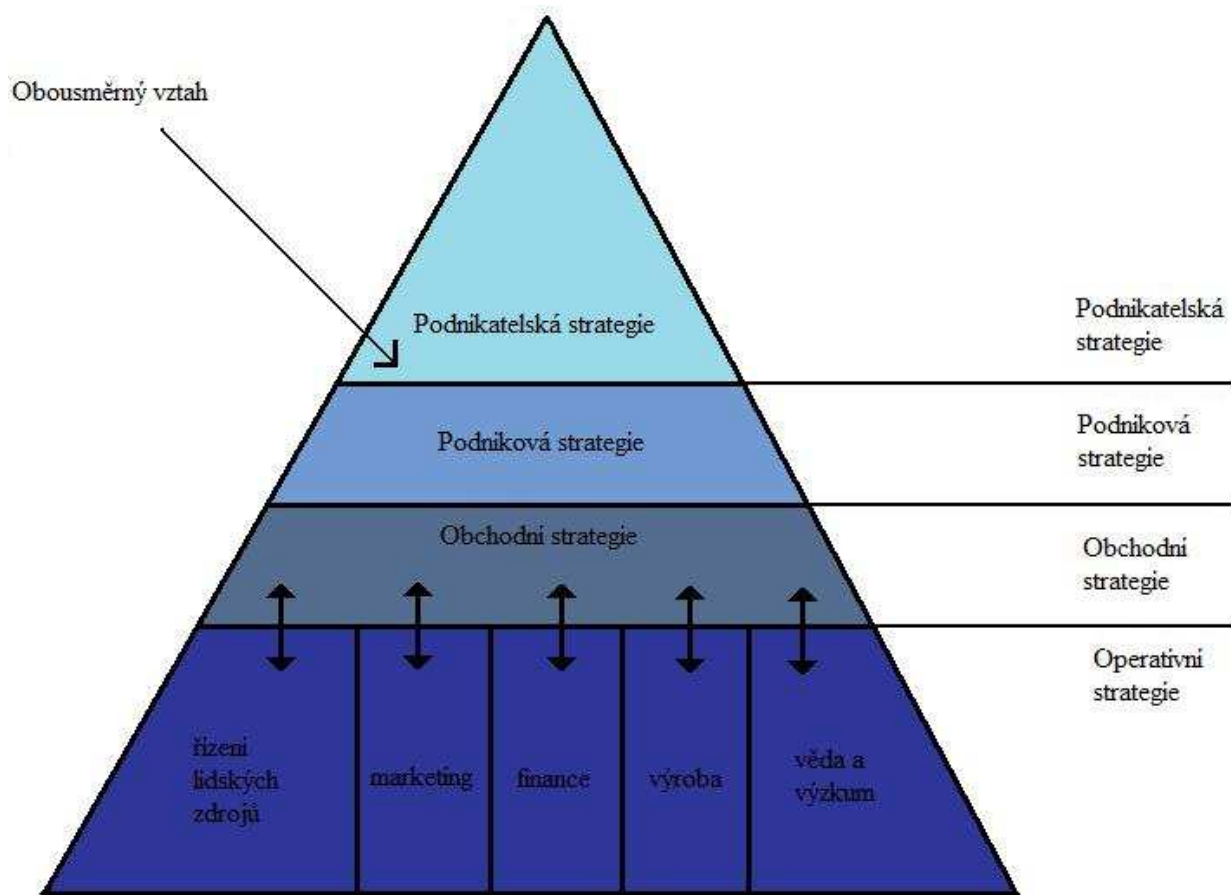 Obousměrný vztah
Podnikatelská strategie
Podnikatelská
strategie
Podniková strategie
Podniková
strategie
Obchodní strategie
Obchodní
strategie
Operativní
strategie
řízení
lidských
zdrojů
marketing
finance
výroba
věda a
výzkum